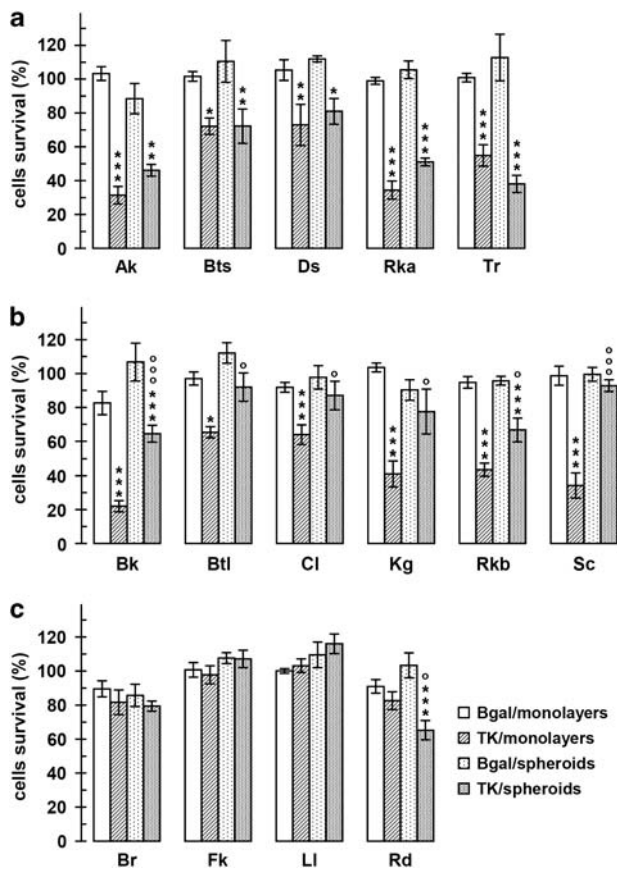 a
cells survival (%)
120
100
80
60
40
20
0
*** ** * ** ** * *** *** *** ***
Ak Bts Ds Rka Tr
b
cells survival (%)
120
100
80
60
40
20
0
*** °°°*** * ° *** ° *** ° *** °*** *** °°°
Bk Btl Cl Kg Rkb Sc
c
cells survival (%)
120
100
80
60
40
20
0
°***
Br Fk Ll Rd
Bgal/monolayers
TK/monolayers
Bgal/spheroids
TK/spheroids